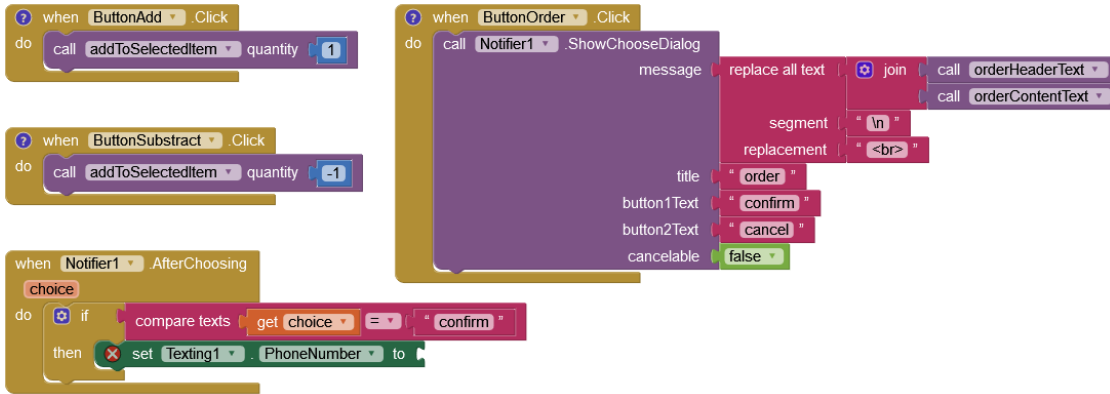 ? when ButtonAdd .Click
do call addToSelectedItem quantity 1
? when ButtonSubstract .Click
do call addToSelectedItem quantity -1
when Notifier1 .AfterChoosing
choice
do if compare texts get choice = “ confirm ”
then set Texting1 . PhoneNumber to
? when ButtonOrder .Click
do call Notifier1 .ShowChooseDialog
message replace all text join call orderHeaderText
call orderContentText
segment “ \n ”
replacement “ <br> ”
title “ order ”
button1Text “ confirm ”
button2Text “ cancel ”
cancelable false